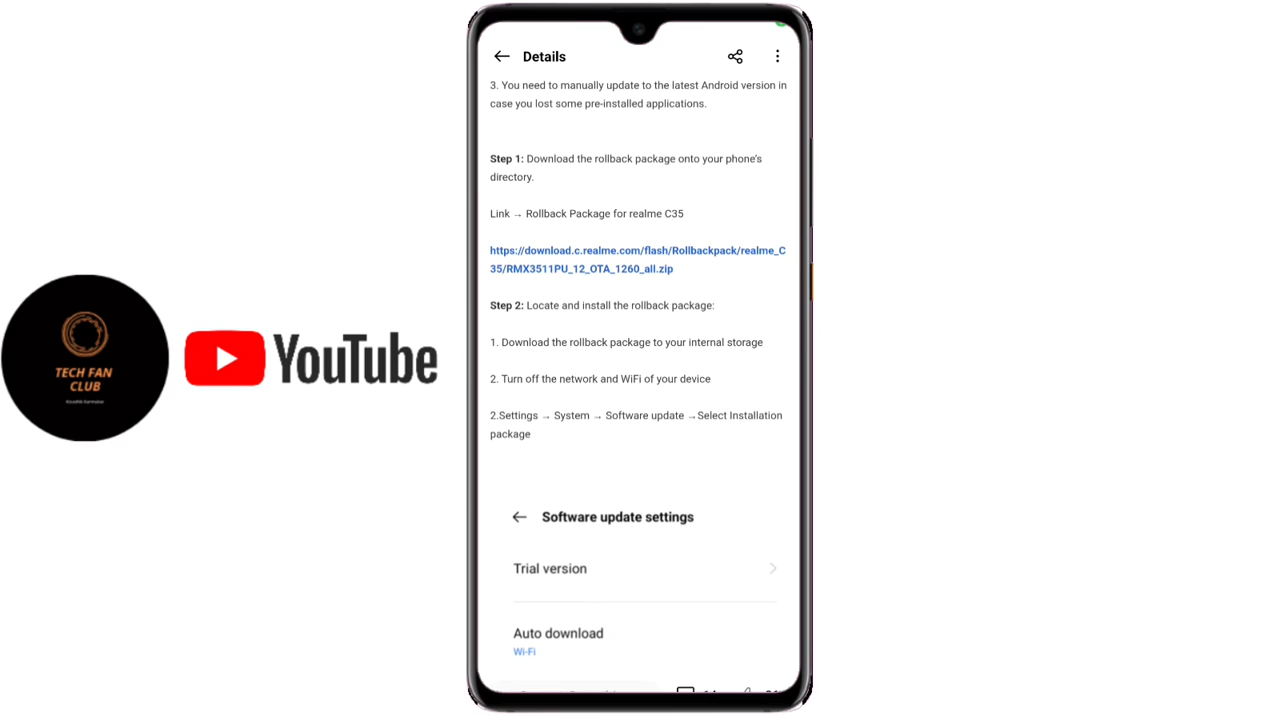 Details
3. You need to manually update to the latest Android version in
case you lost some pre-installed applications.
Step 1: Download the rollback package onto your phone's
directory.
Link → Rollback Package for realme C35
https://download.c.realme.com/flash/Rollbackpack/realme_C
35/RMX3511PU_12_OTA_1260_all.zip
Step 2: Locate and install the rollback package:
1. Download the rollback package to your internal storage
2. Turn off the network and WiFi of your device
2.Settings → System → Software update →Select Installation
package
Software update settings
Trial version
Auto download
Wi-Fi
TECH FAN
CLUB
YouTube